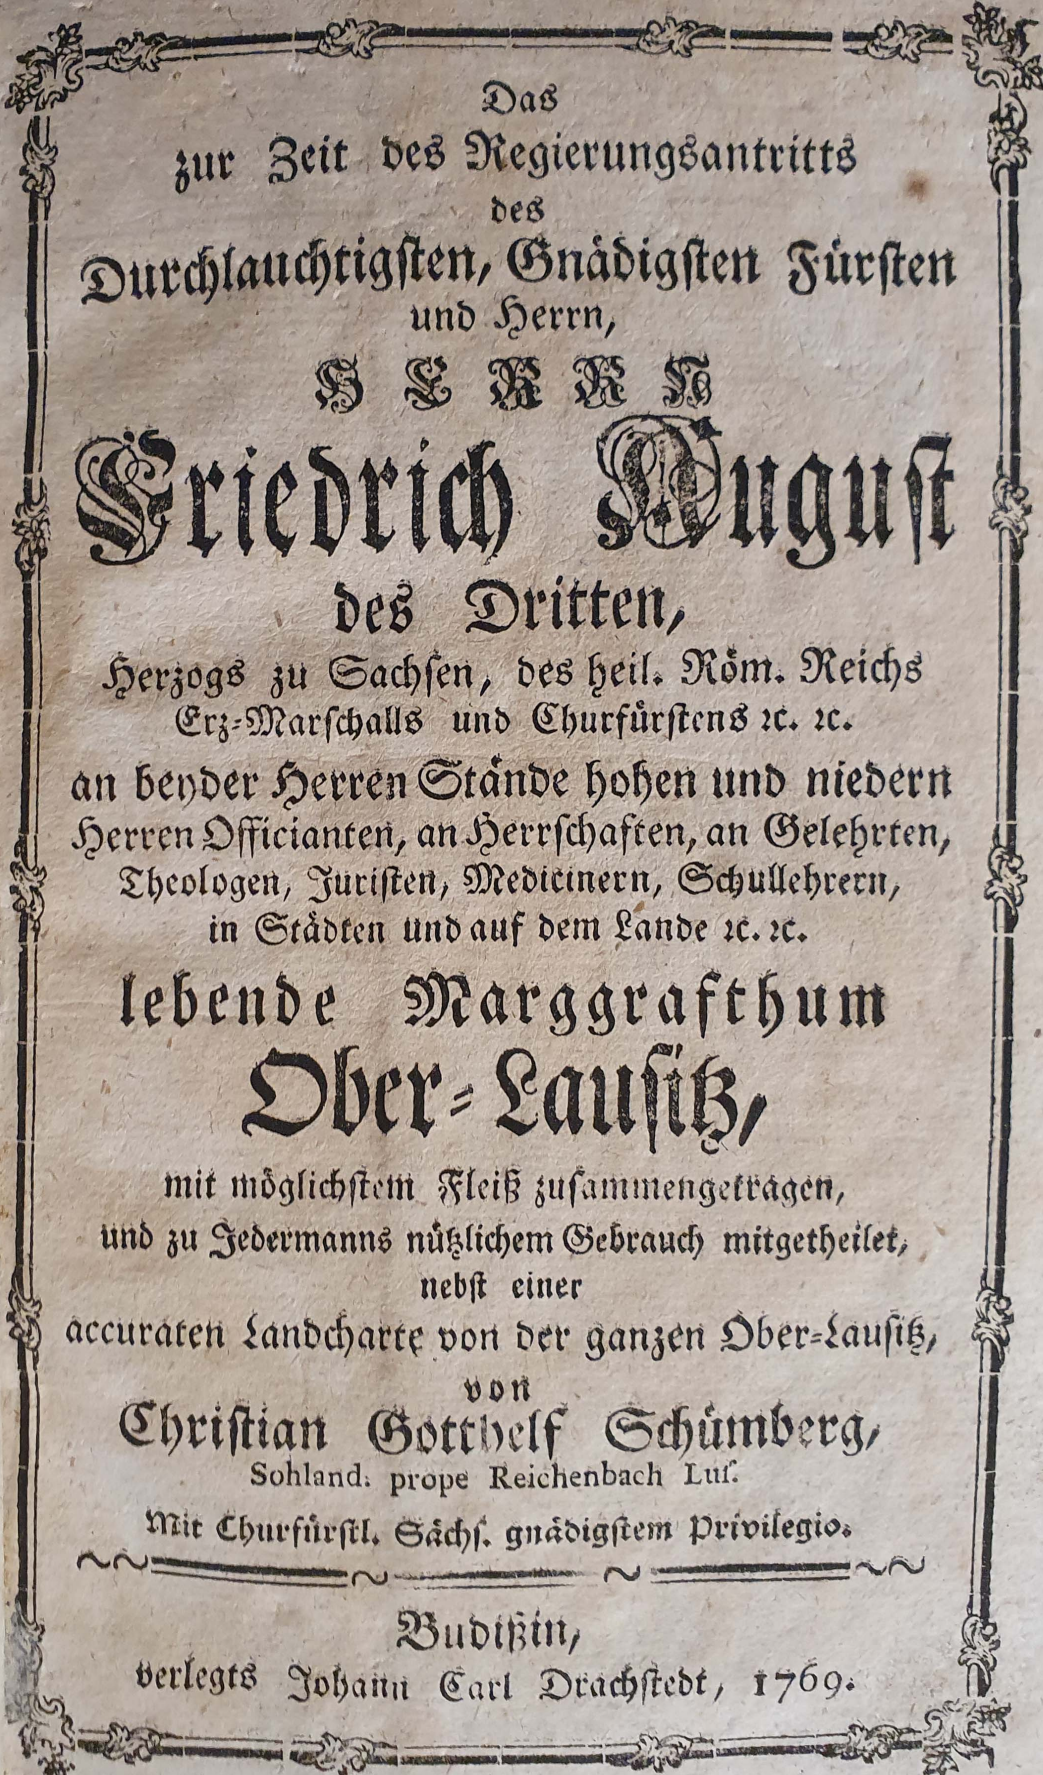 Das
zur Zeit des Regierungsantritts
des
Durchlauchtigsten, Gnädigsten Fürsten
und Herrn,
HERRN
Friedrich August
des Dritten,
Herzogs zu Sachsen, des heil. Röm. Reichs
Erz-Marschalls und Churfürstens ꝛc. ꝛc.
an beyder Herren Stände hohen und niedern
Herren Officianten, an Herrschaften, an Gelehrten,
Theologen, Juristen, Medicinern, Schullehrern,
in Städten und auf dem Lande ꝛc. ꝛc.
lebende Marggrafthum
Ober-Lausitz,
mit möglichstem Fleiß zusammengetragen,
und zu Jedermanns nützlichem Gebrauch mitgetheilet,
nebst einer
accuraten Landcharte von der ganzen Ober-Lausitz,
von
Christian Gotthelf Schümberg,
Sohland. prope Reichenbach Luſ.
Mit Churfürstl. Sächs. gnädigstem Privilegio.
Budißin,
verlegts Johann Carl Drachstedt, 1769.